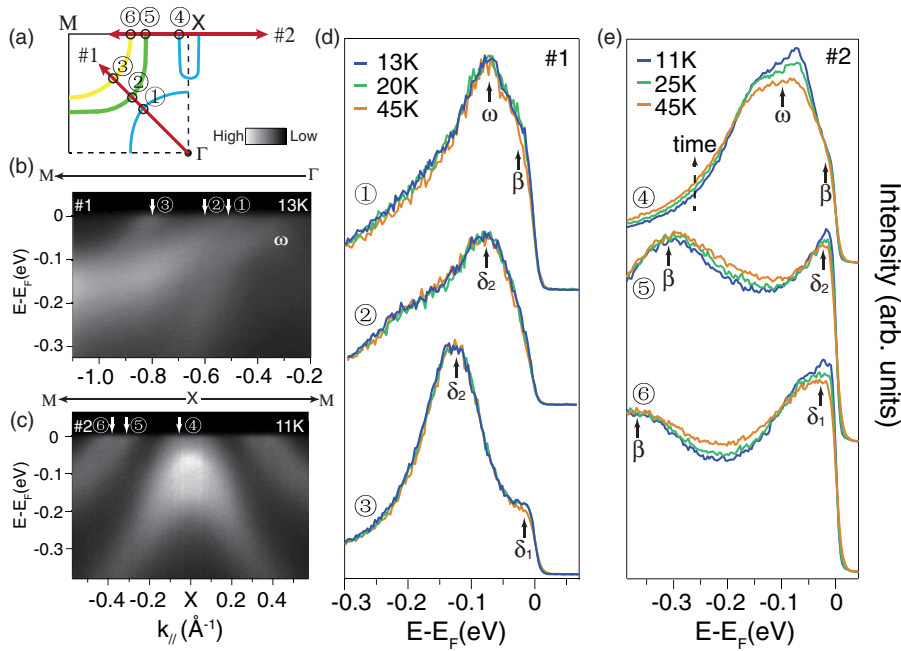 (a)
M
⑥ ⑤ ④ X
#2
#1
③
②
①
High Low
Γ
(b)
M Γ
#1 ③ ② ① 13K
ω
E-E_F(eV)
0
-0.1
-0.2
-0.3
-1.0 -0.8 -0.6 -0.4 -0.2
M X M
(c)
#2 ⑥ ⑤ ④ 11K
E-E_F(eV)
0
-0.1
-0.2
-0.3
-0.4 -0.2 X 0.2 0.4
k_// (Å⁻¹)
(d)
#1
13K
20K
45K
ω
β
①
δ₂
②
δ₂
③
δ₁
-0.3 -0.2 -0.1 0
E-E_F(eV)
(e)
#2
11K
25K
45K
time
ω
④
β
⑤
β
δ₂
⑥
β
δ₁
-0.3 -0.2 -0.1 0
E-E_F(eV)
Intensity (arb. units)